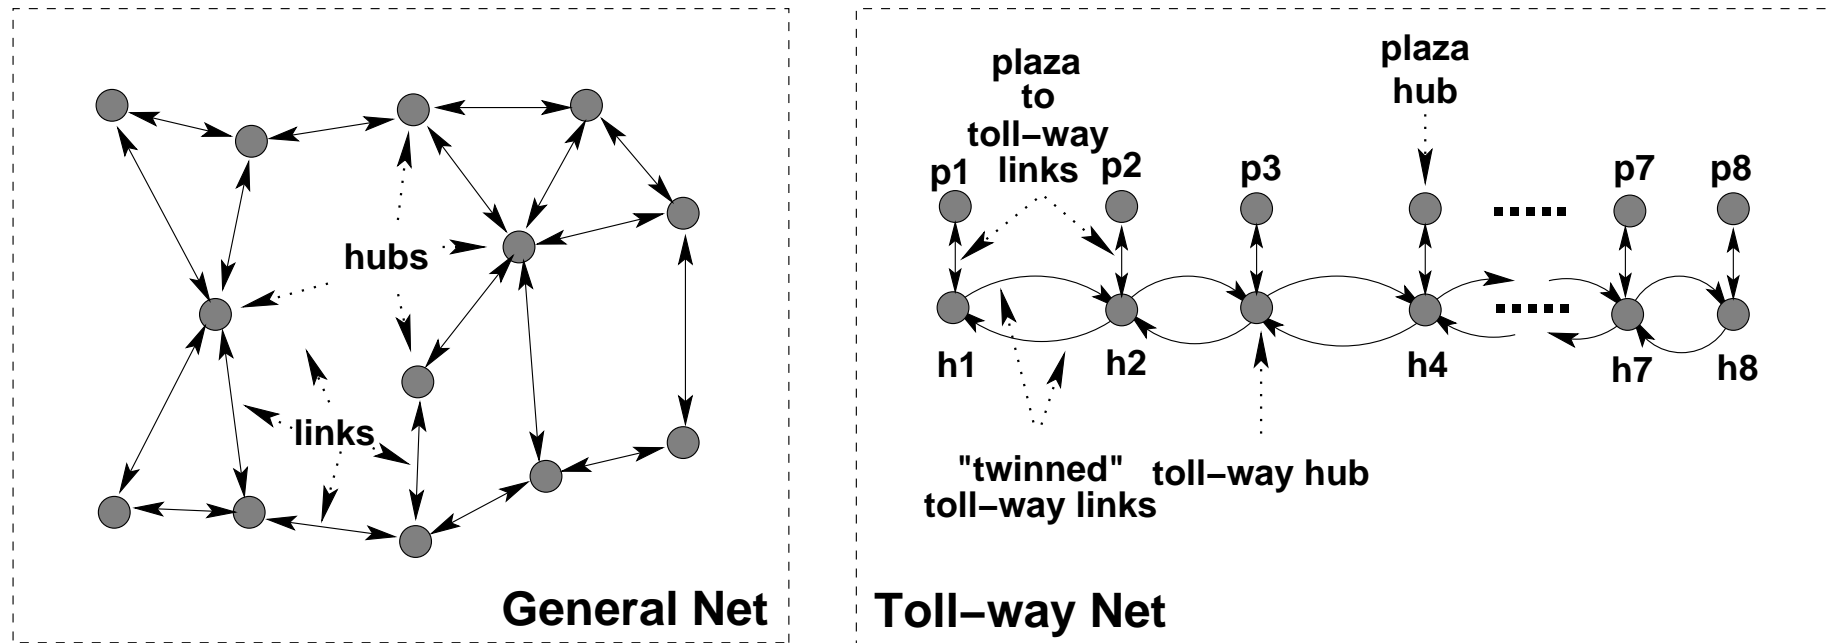 hubs
links
General Net
plaza
to
toll–way
links
plaza
hub
p1
p2
p3
p7
p8
h1
h2
h4
h7
h8
"twinned"
toll–way links
toll–way hub
Toll–way Net